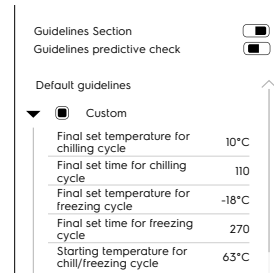 Guidelines Section
Guidelines predictive check
Default guidelines
Custom
Final set temperature for
chilling cycle
10°C
Final set time for chilling
cycle
110
Final set temperature for
freezing cycle
-18°C
Final set time for freezing
cycle
270
Starting temperature for
chill/freezing cycle
63°C